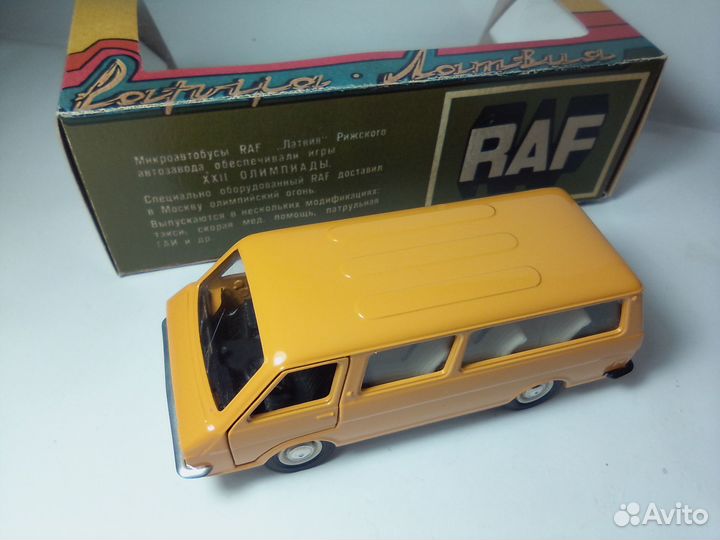 Latvija · Латвия
Микроавтобусы RAF „Латвия" Рижского
автозавода обеспечивали игры
XXII ОЛИМПИАДЫ.
Специально оборудованный RAF доставил
в Москву олимпийский огонь.
Выпускаются в нескольких модификациях:
такси, скорая мед. помощь, патрульная
ГАИ и др.
RAF
Avito